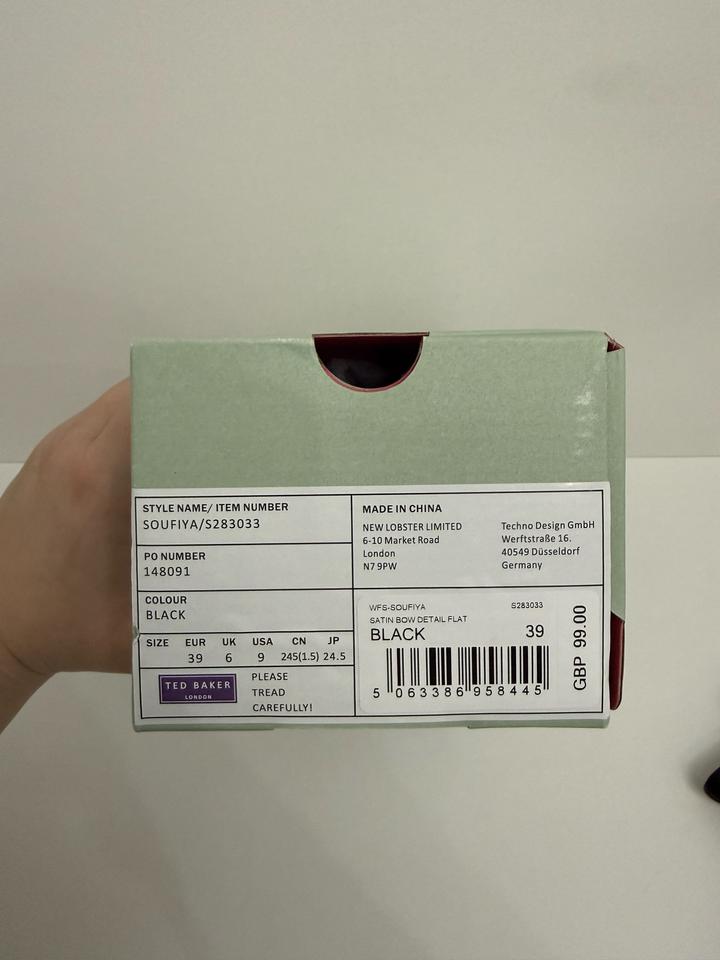 STYLE NAME/ ITEM NUMBER
SOUFIYA/S283033
PO NUMBER
148091
COLOUR
BLACK
SIZE EUR UK USA CN JP
39 6 9 245(1.5) 24.5
TED BAKER
LONDON
PLEASE
TREAD
CAREFULLY!
MADE IN CHINA
NEW LOBSTER LIMITED
6-10 Market Road
London
N7 9PW
Techno Design GmbH
Werftstraße 16.
40549 Düsseldorf
Germany
WFS-SOUFIYA S283033
SATIN BOW DETAIL FLAT
BLACK 39
5 063386 958445
GBP 99.00